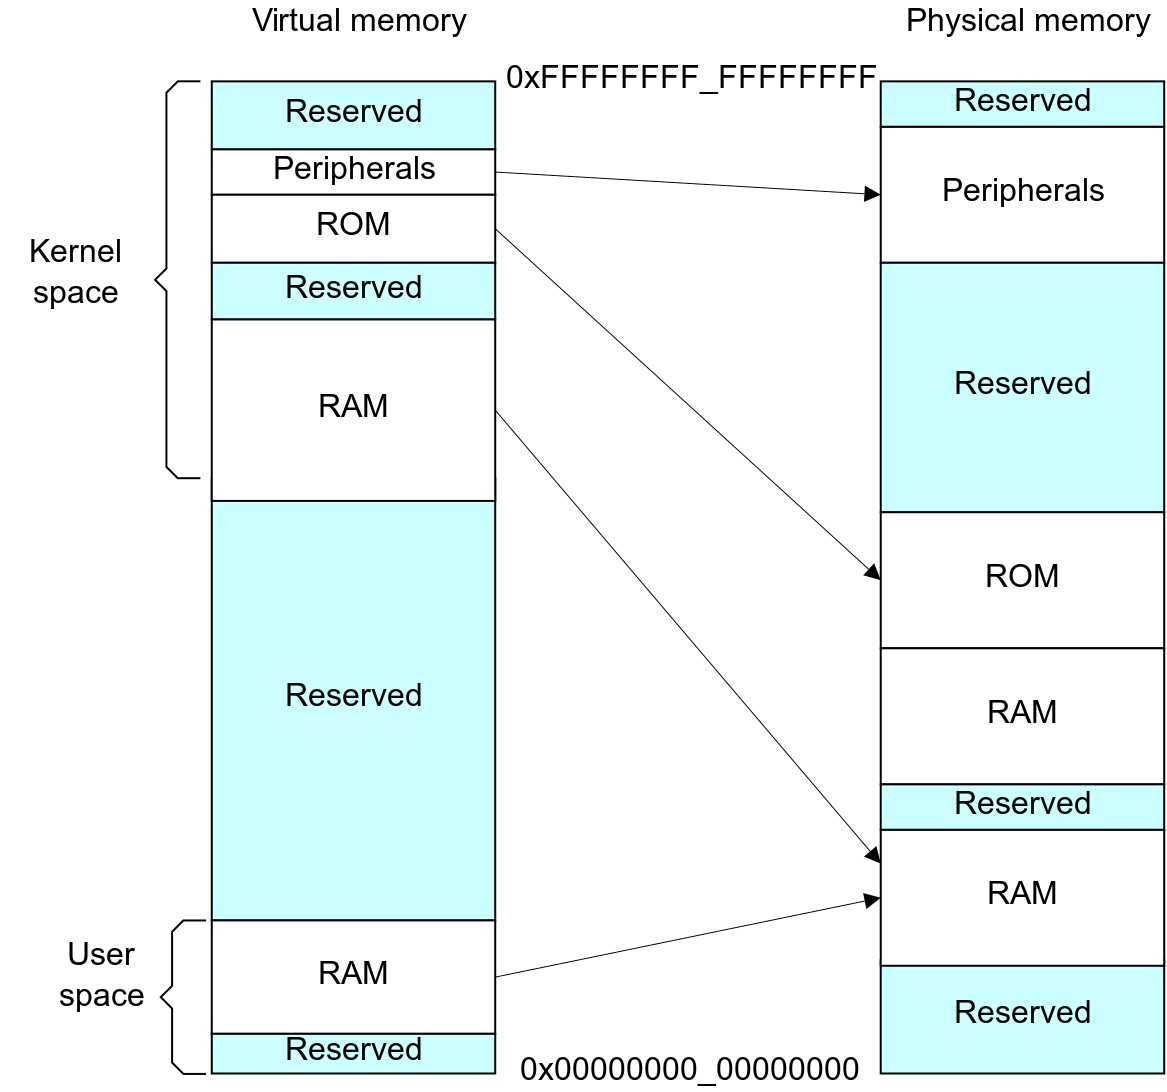 Virtual memory
Physical memory
0xFFFFFFFF_FFFFFFFF
Kernel
space
Reserved
Peripherals
ROM
Reserved
RAM
Reserved
User
space
RAM
Reserved
Reserved
Peripherals
Reserved
ROM
RAM
Reserved
RAM
Reserved
0x00000000_00000000